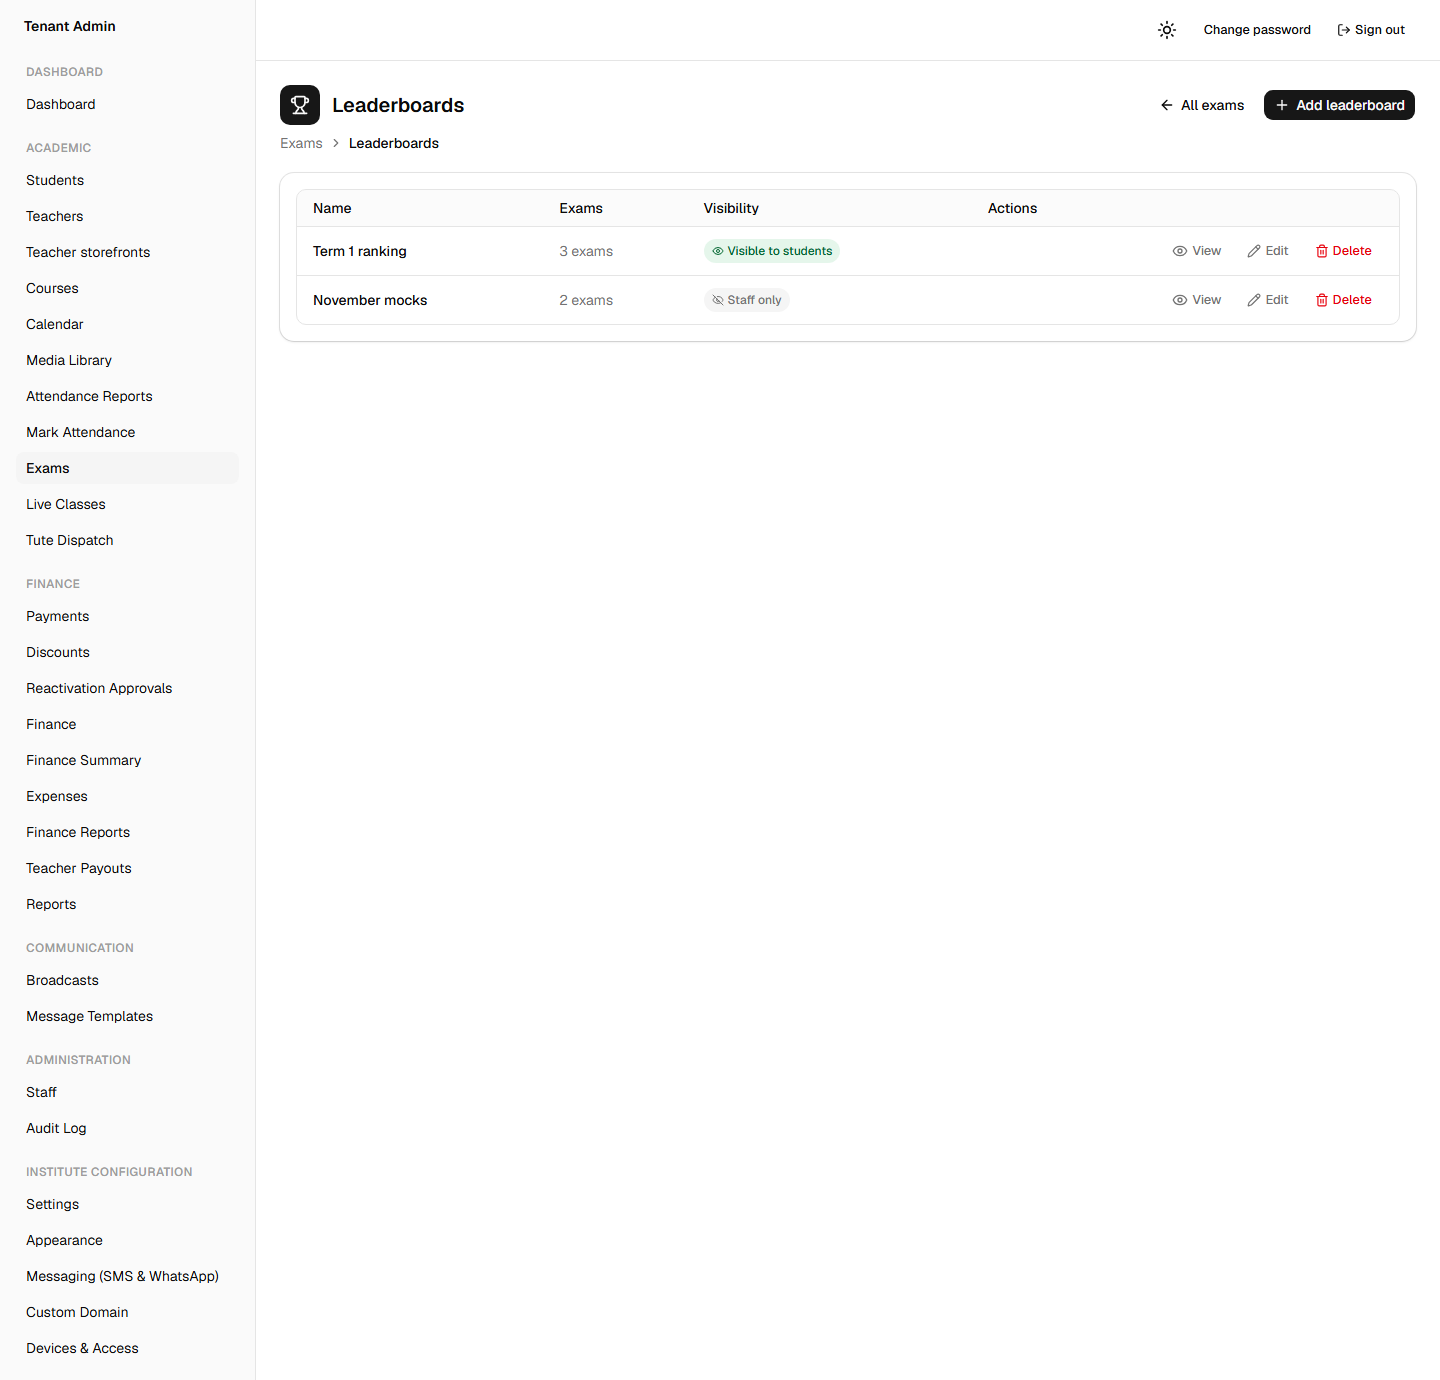 Tenant Admin
DASHBOARD
Dashboard
ACADEMIC
Students
Teachers
Teacher storefronts
Courses
Calendar
Media Library
Attendance Reports
Mark Attendance
Exams
Live Classes
Tute Dispatch
FINANCE
Payments
Discounts
Reactivation Approvals
Finance
Finance Summary
Expenses
Finance Reports
Teacher Payouts
Reports
COMMUNICATION
Broadcasts
Message Templates
ADMINISTRATION
Staff
Audit Log
INSTITUTE CONFIGURATION
Settings
Appearance
Messaging (SMS & WhatsApp)
Custom Domain
Devices & Access
Change password Sign out
Leaderboards All exams Add leaderboard
Exams Leaderboards
Name Exams Visibility Actions
Term 1 ranking 3 exams Visible to students View Edit Delete
November mocks 2 exams Staff only View Edit Delete